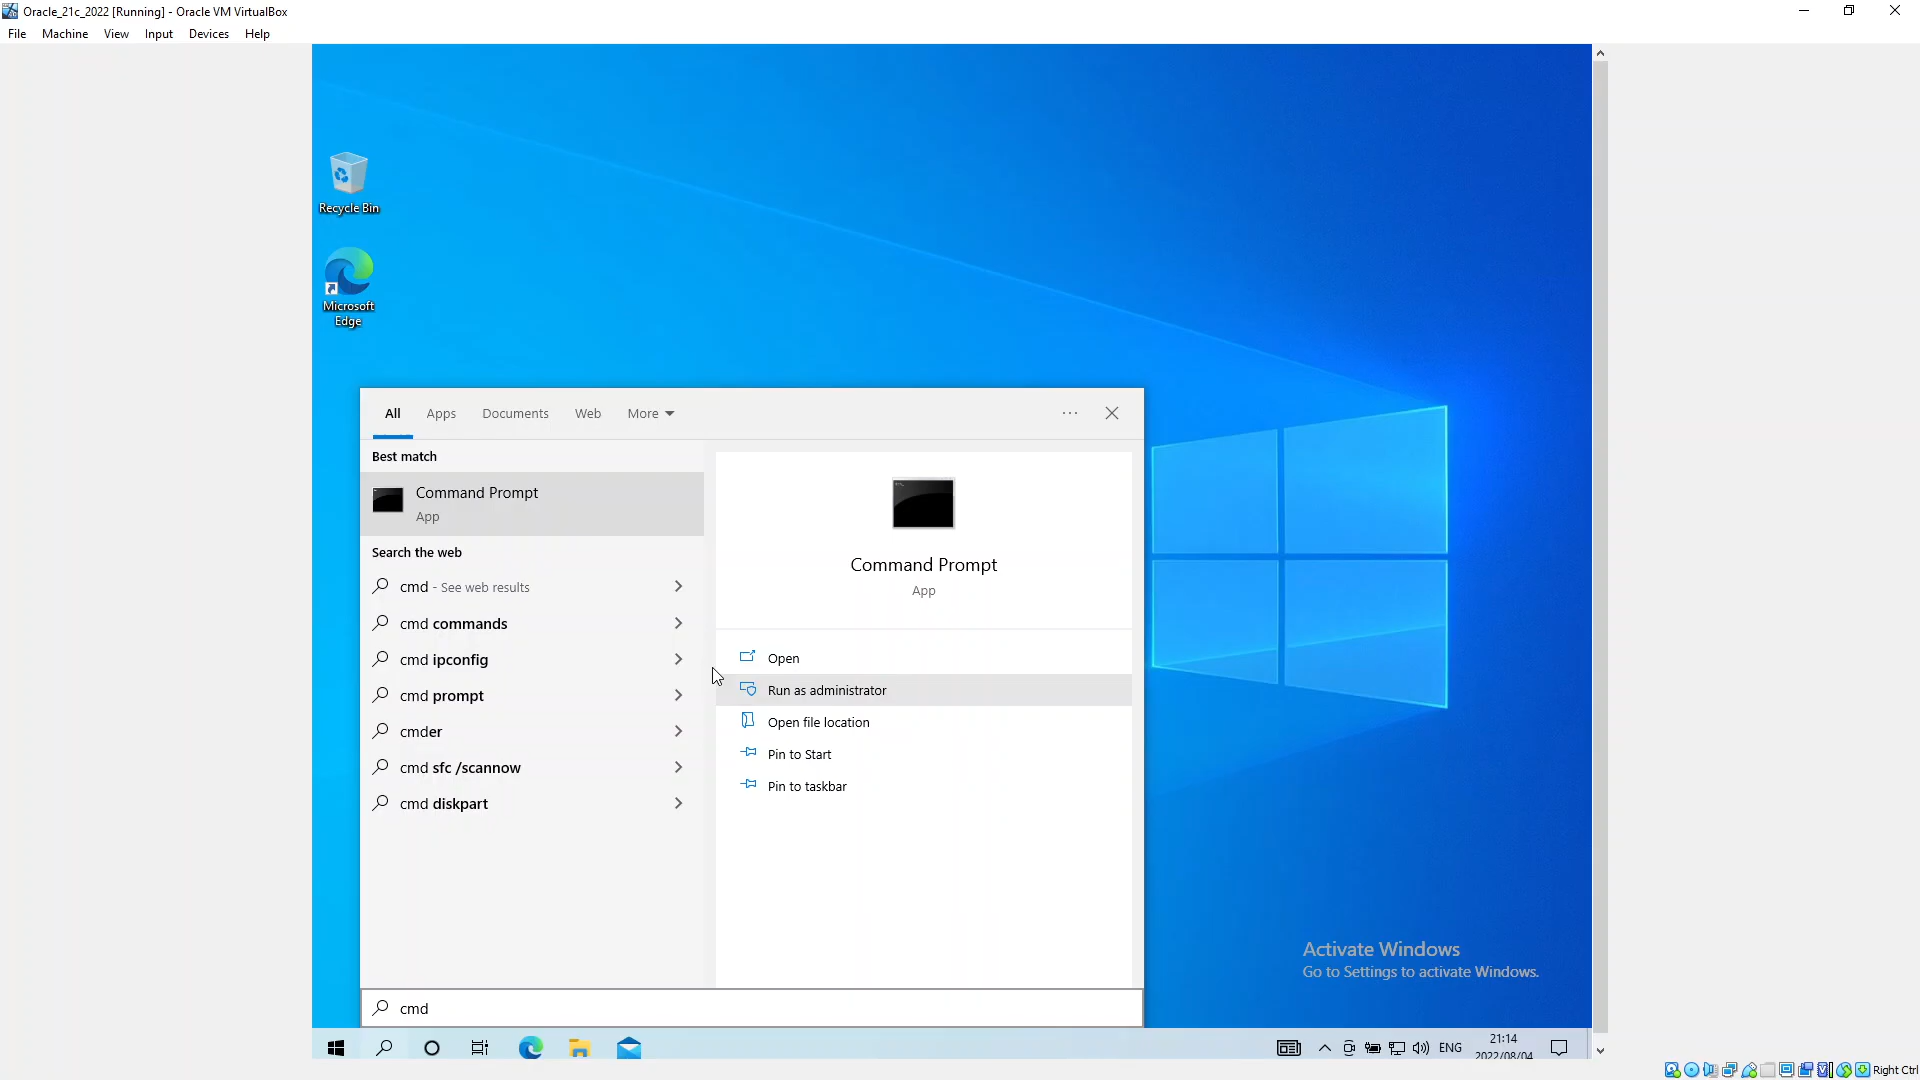 Oracle_21c_2022 [Running] - Oracle VM VirtualBox
File Machine View Input Devices Help
Recycle Bin
Microsoft
Edge
All Apps Documents Web More
Best match
Command Prompt
App
Search the web
cmd - See web results
cmd commands
cmd ipconfig
cmd prompt
cmder
cmd sfc /scannow
cmd diskpart
Command Prompt
App
Open
Run as administrator
Open file location
Pin to Start
Pin to taskbar
Activate Windows
Go to Settings to activate Windows.
cmd
ENG
21:14
2022/08/04
Right Ctrl